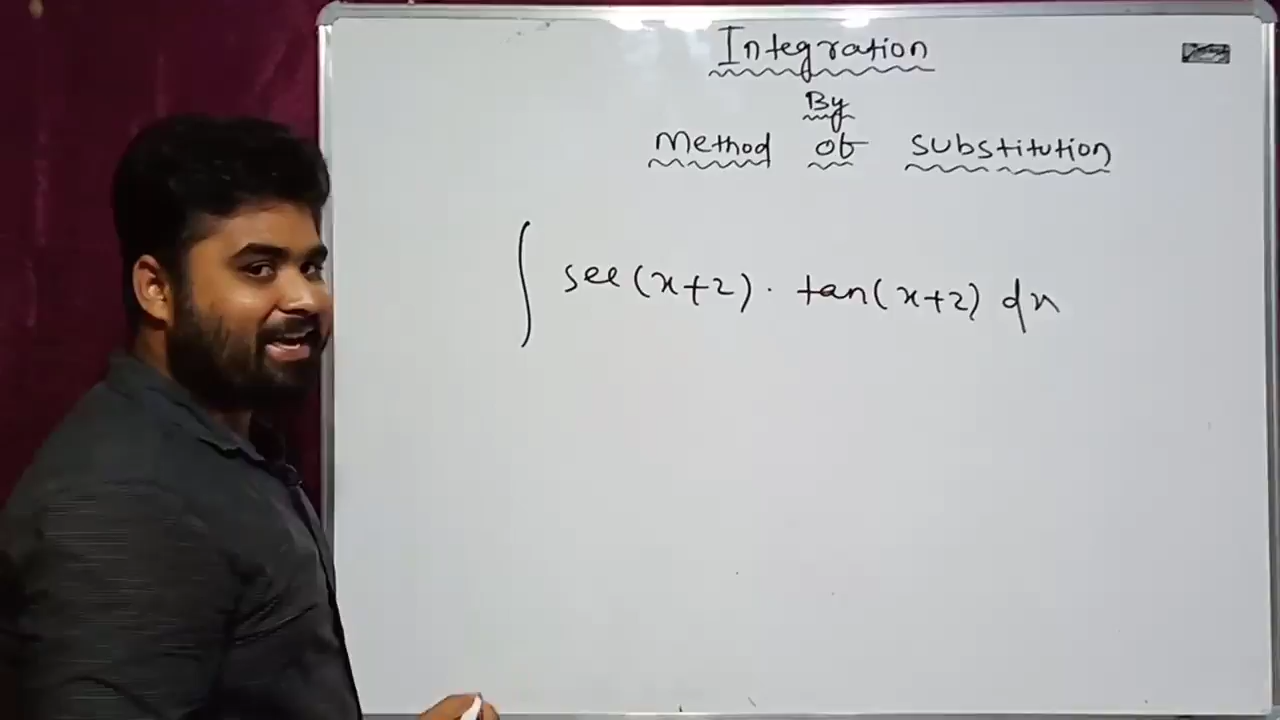 Integration
By
Method of substitution
∫ sec(x+2) · tan(x+2) dx